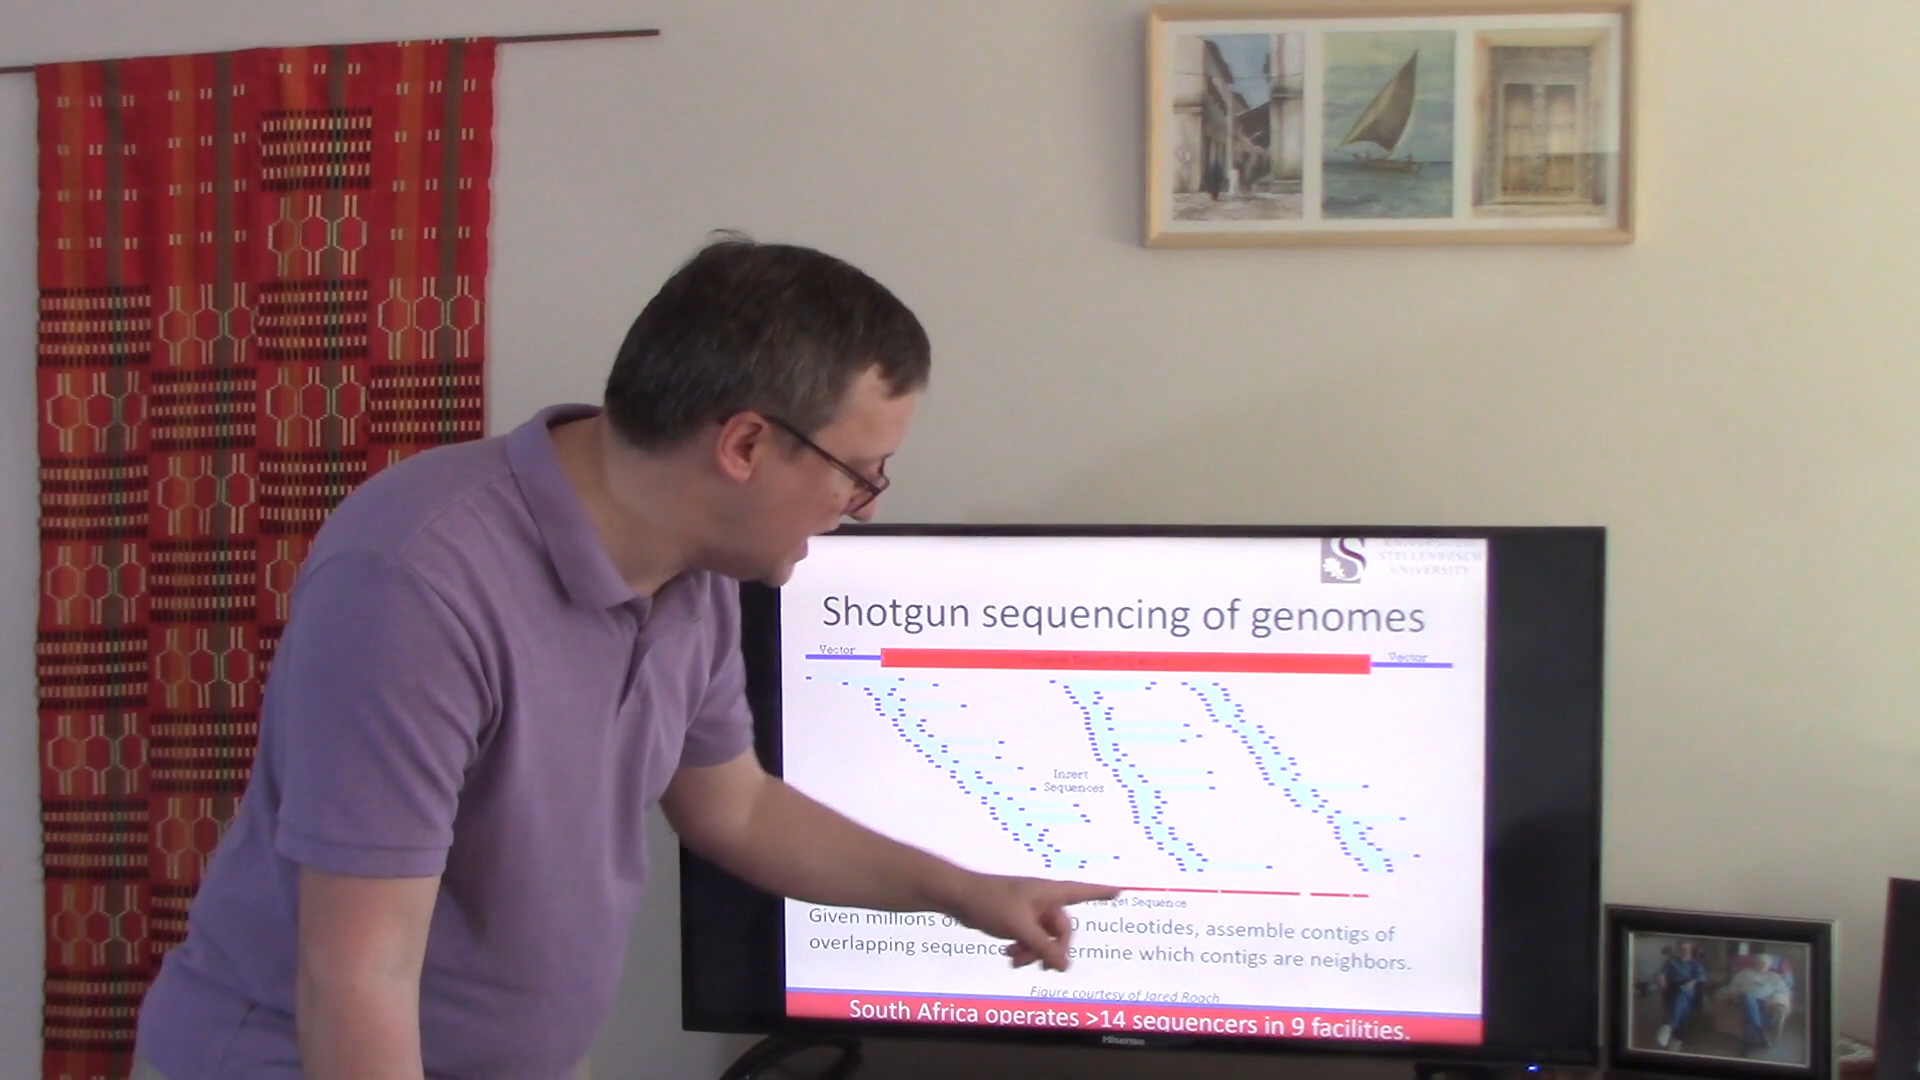 STELLENBOSCH
UNIVERSITY
Shotgun sequencing of genomes
Vector
Vector
Insert
Sequences
Target Sequence
Given millions 0 nucleotides, assemble contigs of
overlapping which contigs are neighbors.
Figure courtesy of Jared Roach
South Africa operates >14 sequencers in 9 facilities.
Hisense